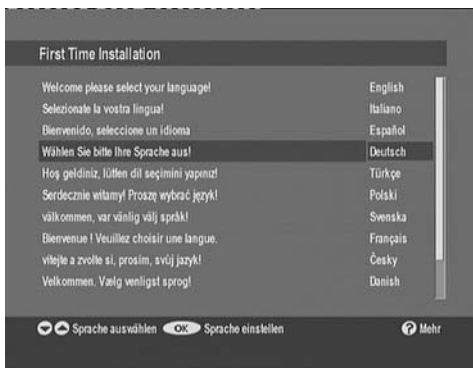 First Time Installation
Welcome please select your language! English
Selezionate la vostra lingua! Italiano
Bienvenido, seleccione un idioma Español
Wählen Sie bitte Ihre Sprache aus! Deutsch
Hoş geldiniz, lütfen dil seçimini yapınız! Türkçe
Serdecznie witamy! Proszę wybrać język! Polski
välkommen, var vänlig välj språk! Svenska
Bienvenue ! Veuillez choisir une langue. Français
vitejte a zvolte si, prosím, svůj jazyk! Česky
Velkommen. Vælg venligst sprog! Danish
Sprache auswählen OK Sprache einstellen ? Mehr